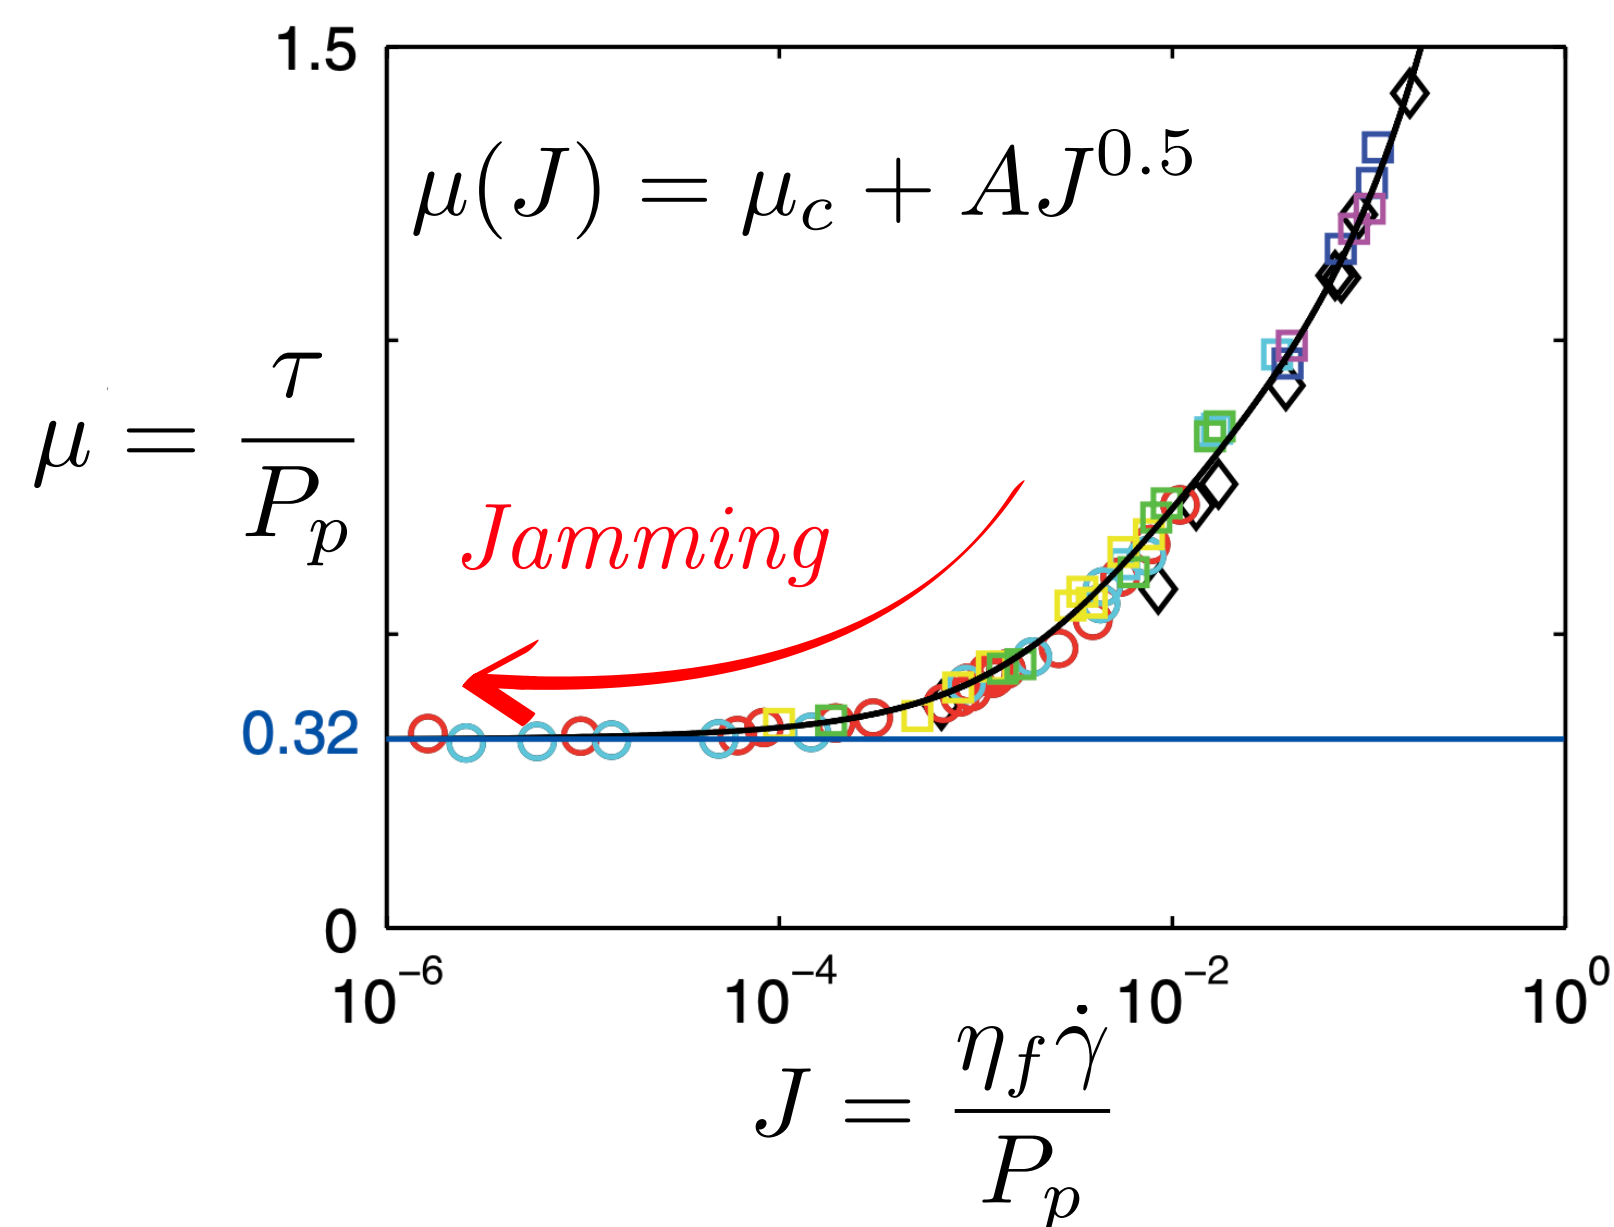 1.5
μ(J) = μ_c + AJ^{0.5}
μ = τ / P_p
Jamming
0.32
0
10^{-6} 10^{-4} 10^{-2} 10^{0}
J = η_f γ̇ / P_p